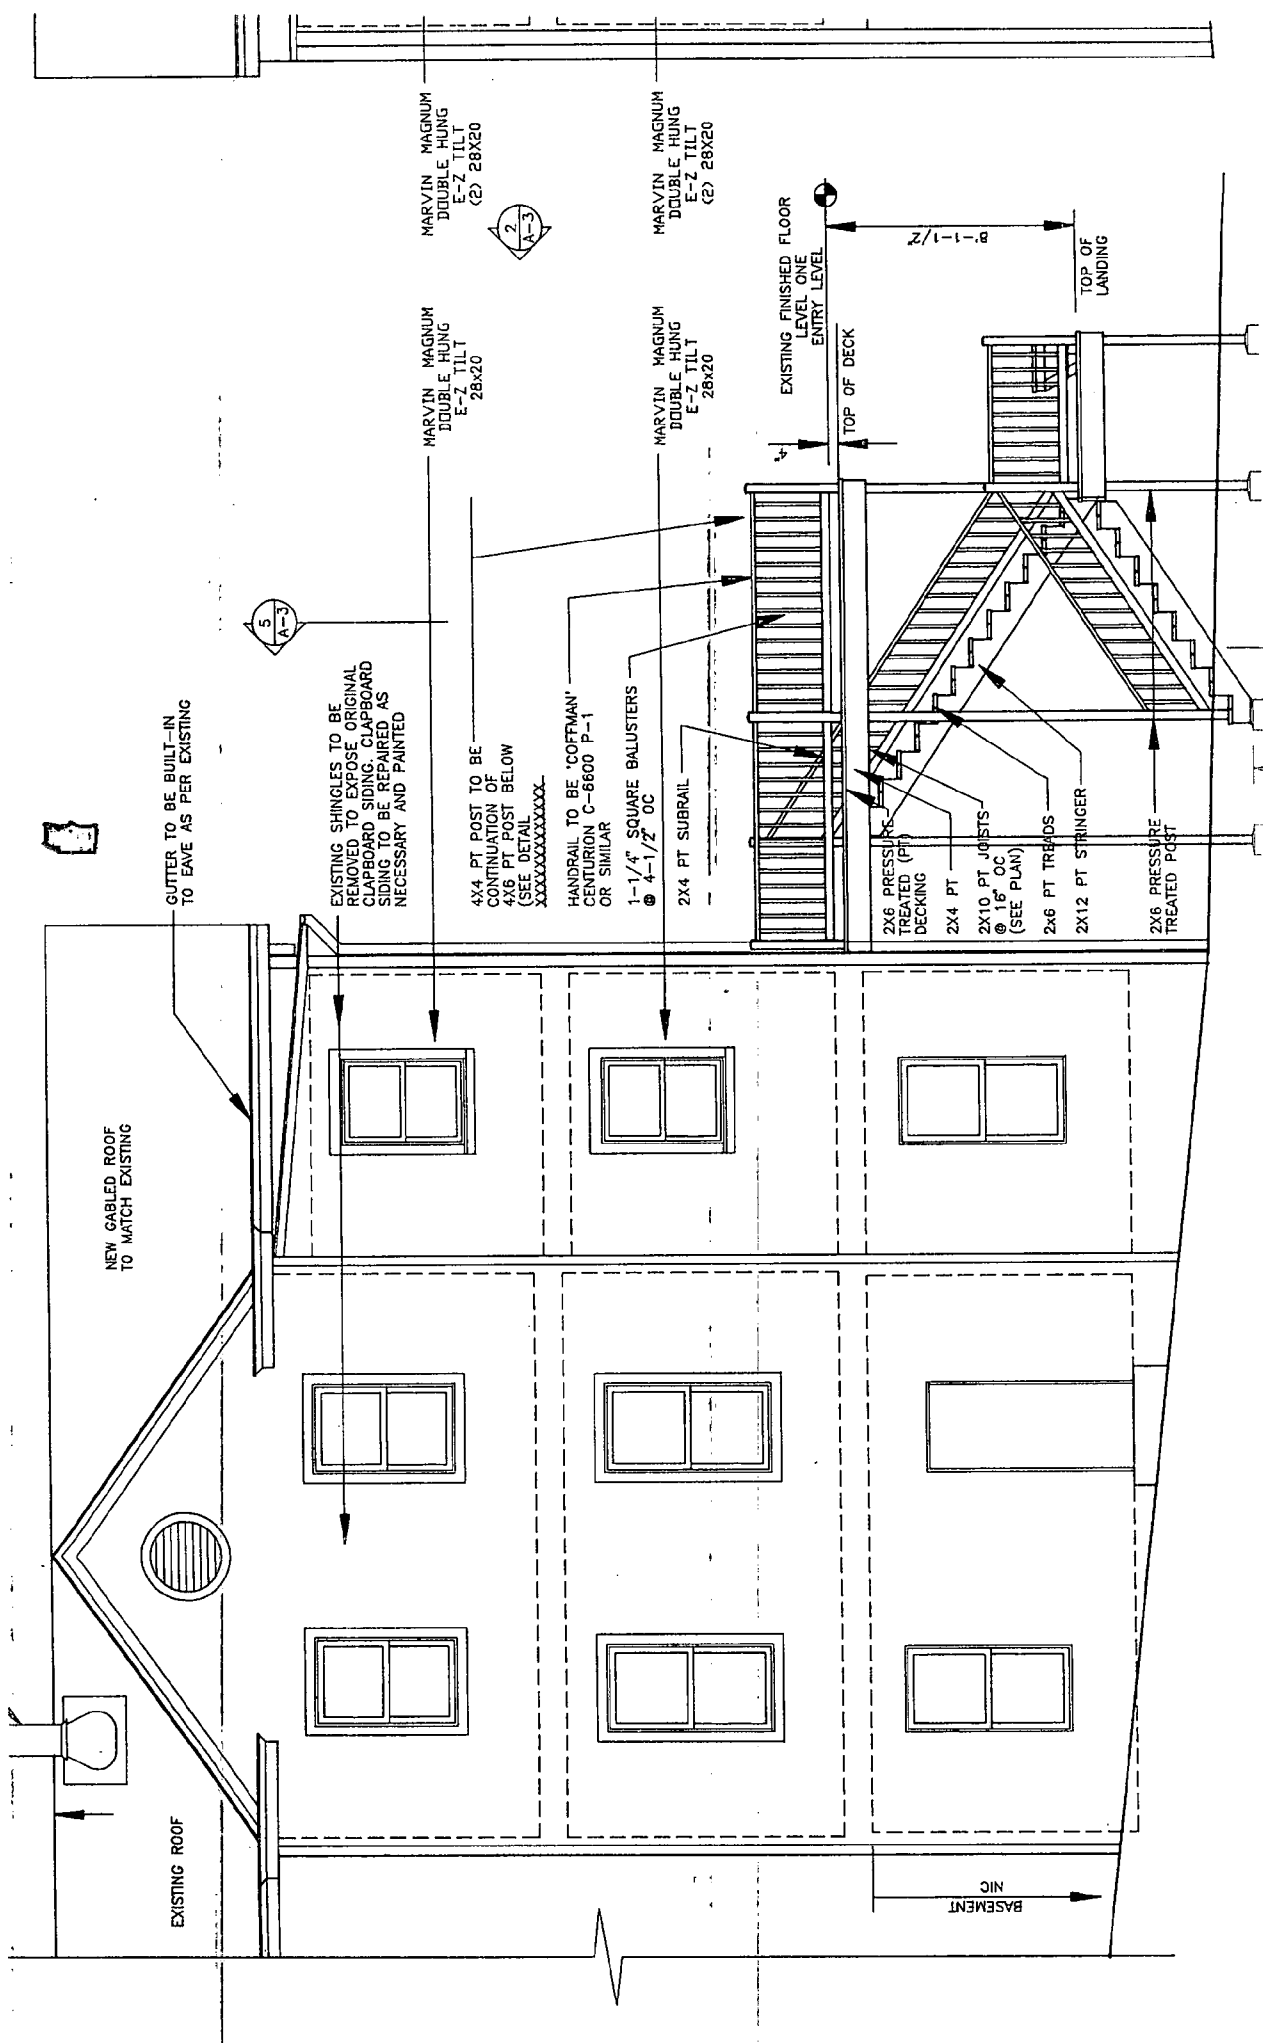 GUTTER TO BE BUILT-IN
TO EAVE AS PER EXISTING
NEW GABLED ROOF
TO MATCH EXISTING
EXISTING ROOF
5
A-3
EXISTING SHINGLES TO BE
REMOVED TO EXPOSE ORIGINAL
CLAPBOARD SIDING. CLAPBOARD
SIDING TO BE REPAIRED AS
NECESSARY AND PAINTED
MARVIN MAGNUM
DOUBLE HUNG
E-Z TILT
28x20
MARVIN MAGNUM
DOUBLE HUNG
E-Z TILT
(2) 28X20
2
A-3
4X4 PT POST TO BE
CONTINUATION OF
4X6 PT POST BELOW
(SEE DETAIL
XXXXXXXXXXXXX
HANDRAIL TO BE 'COFFMAN'
CENTURION C-6600 P-1
OR SIMILAR
1-1/4" SQUARE BALUSTERS
@ 4-1/2" OC
2X4 PT SUBRAIL
MARVIN MAGNUM
DOUBLE HUNG
E-Z TILT
28x20
MARVIN MAGNUM
DOUBLE HUNG
E-Z TILT
(2) 28X20
EXISTING FINISHED FLOOR
LEVEL ONE
ENTRY LEVEL
4"
TOP OF DECK
8'-1-1/2"
TOP OF
LANDING
2X6 PRESSURE
TREATED (PT)
DECKING
2X4 PT
2X10 PT JOISTS
@ 16" OC
(SEE PLAN)
2x6 PT TREADS
2X12 PT STRINGER
2X6 PRESSURE
TREATED POST
BASEMENT
NIC